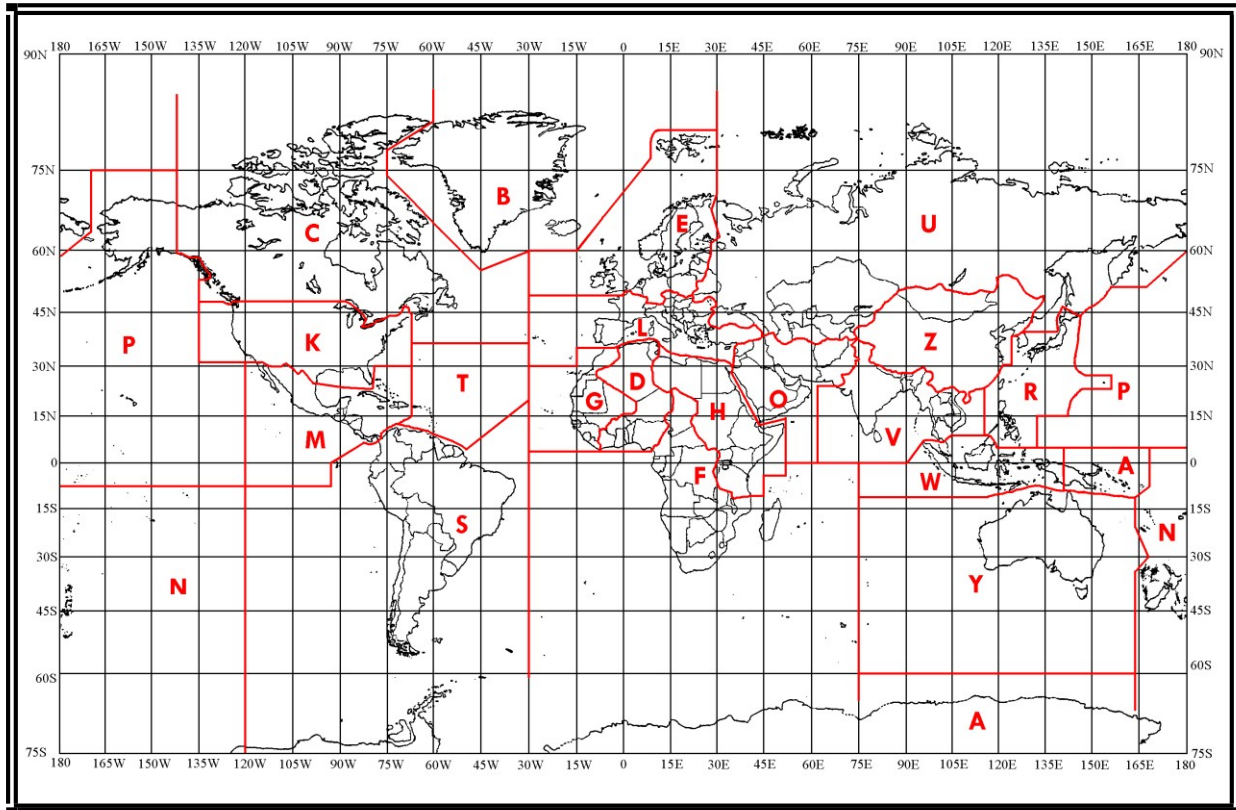 180 165W 150W 135W 120W 105W 90W 75W 60W 45W 30W 15W 0 15E 30E 45E 60E 75E 90E 105E 120E 135E 150E 165E 180
90N 90N
75N 75N
B
E U
C
60N 60N
45N 45N
L
P K Z
30N 30N
T D R P
G H O
15N 15N
M V
0 0
A
F W
15S 15S
S N
30S 30S
N Y
45S 45S
60S
60S
A
75S 75S
180 165W 150W 135W 120W 105W 90W 75W 60W 45W 30W 15W 0 15E 30E 45E 60E 75E 90E 105E 120E 135E 150E 165E 180